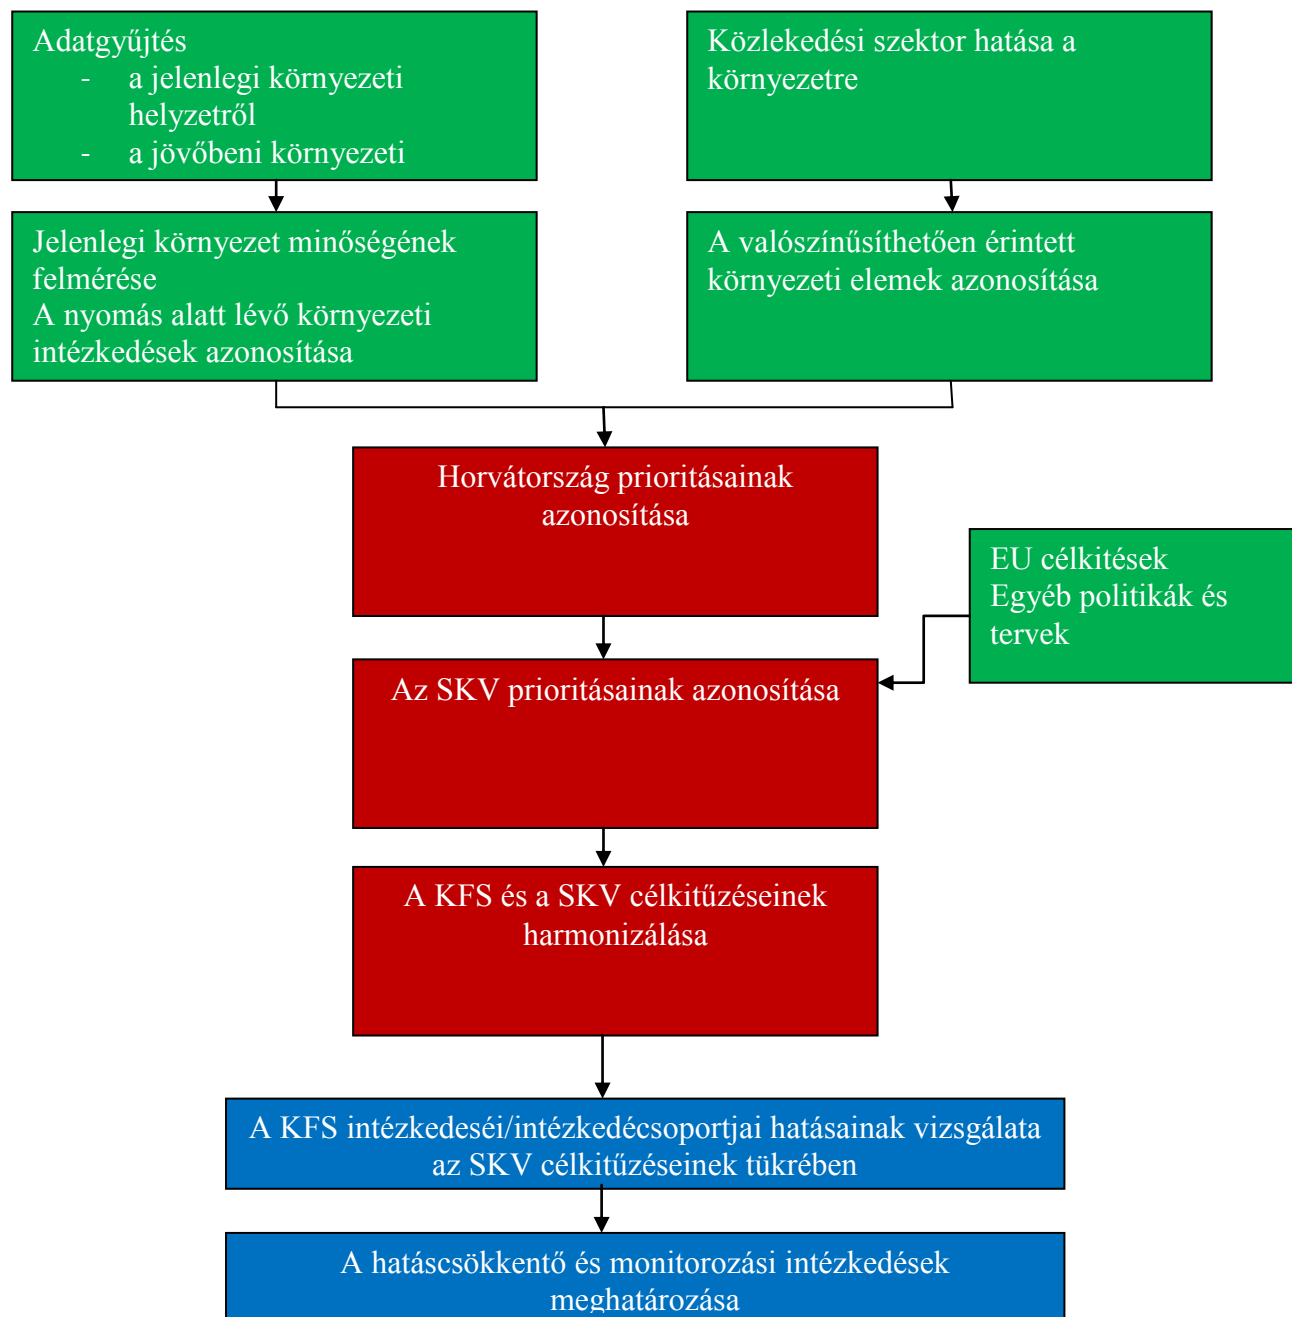 Adatgyűjtés
- a jelenlegi környezeti
helyzetről
- a jövőbeni környezeti
Közlekedési szektor hatása a
környezetre
Jelenlegi környezet minőségének
felmérése
A nyomás alatt lévő környezeti
intézkedések azonosítása
A valószínűsíthetően érintett
környezeti elemek azonosítása
Horvátország prioritásainak
azonosítása
EU célkitések
Egyéb politikák és
tervek
Az SKV prioritásainak azonosítása
A KFS és a SKV célkitűzéseinek
harmonizálása
A KFS intézkedeséi/intézkedécsoportjai hatásainak vizsgálata
az SKV célkitűzéseinek tükrében
A hatáscsökkentő és monitorozási intézkedések
meghatározása